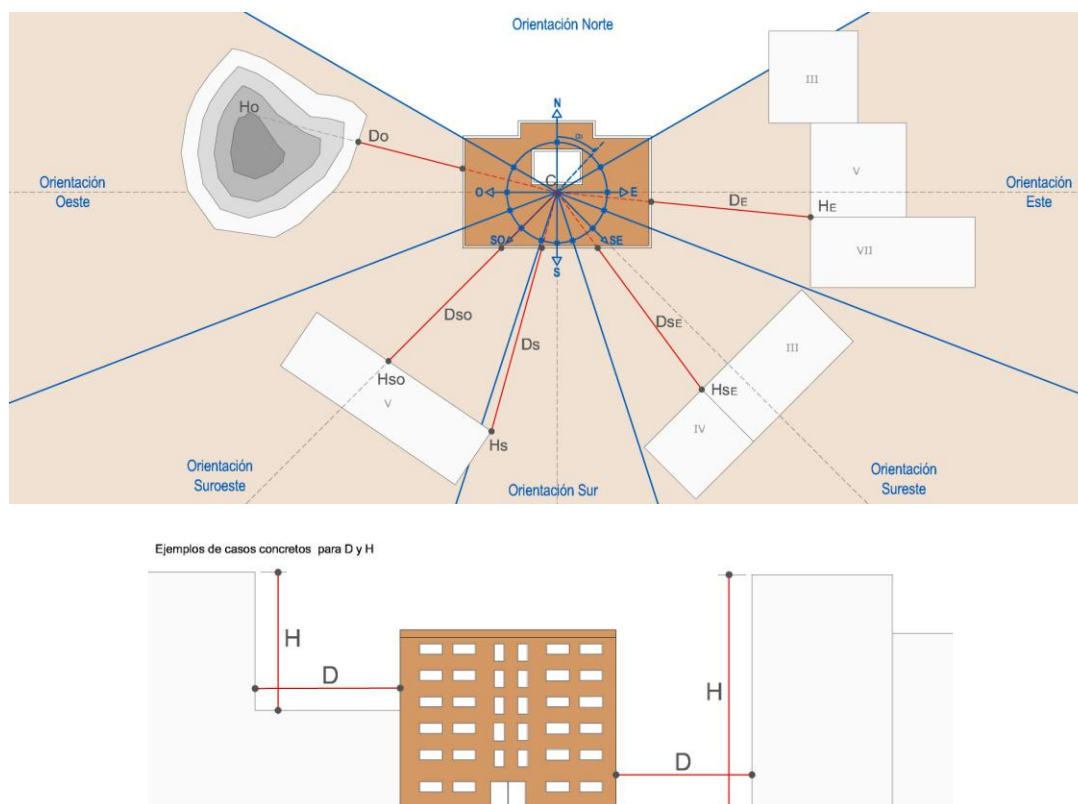 Orientación Norte
III
Ho
Do
N
α
C
V
Orientación
Oeste
O
E
DE
HE
Orientación
Este
SO
SE
S
VII
Dso
Ds
DsE
III
Hso
V
HsE
Hs
IV
Orientación
Suroeste
Orientación Sur
Orientación
Sureste
Ejemplos de casos concretos para D y H
H
D
H
D